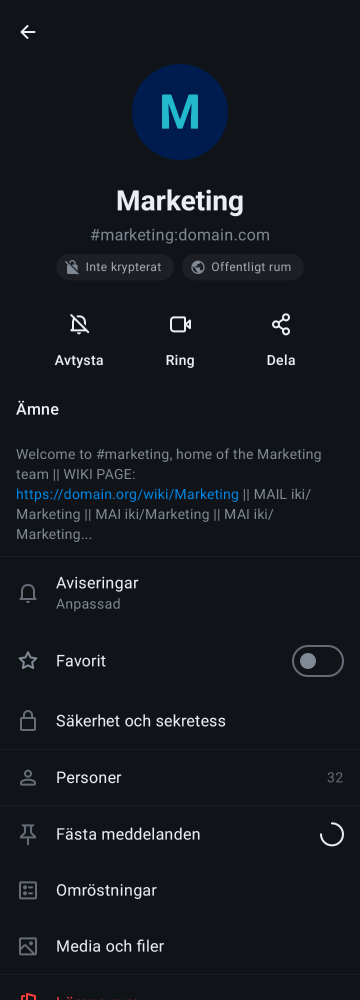 M
Marketing
#marketing:domain.com
Inte krypterat
Offentligt rum
Avtysta
Ring
Dela
Ämne
Welcome to #marketing, home of the Marketing
team || WIKI PAGE:
https://domain.org/wiki/Marketing || MAIL iki/
Marketing || MAI iki/Marketing || MAI iki/
Marketing...
Aviseringar
Anpassad
Favorit
Säkerhet och sekretess
Personer 32
Fästa meddelanden
Omröstningar
Media och filer